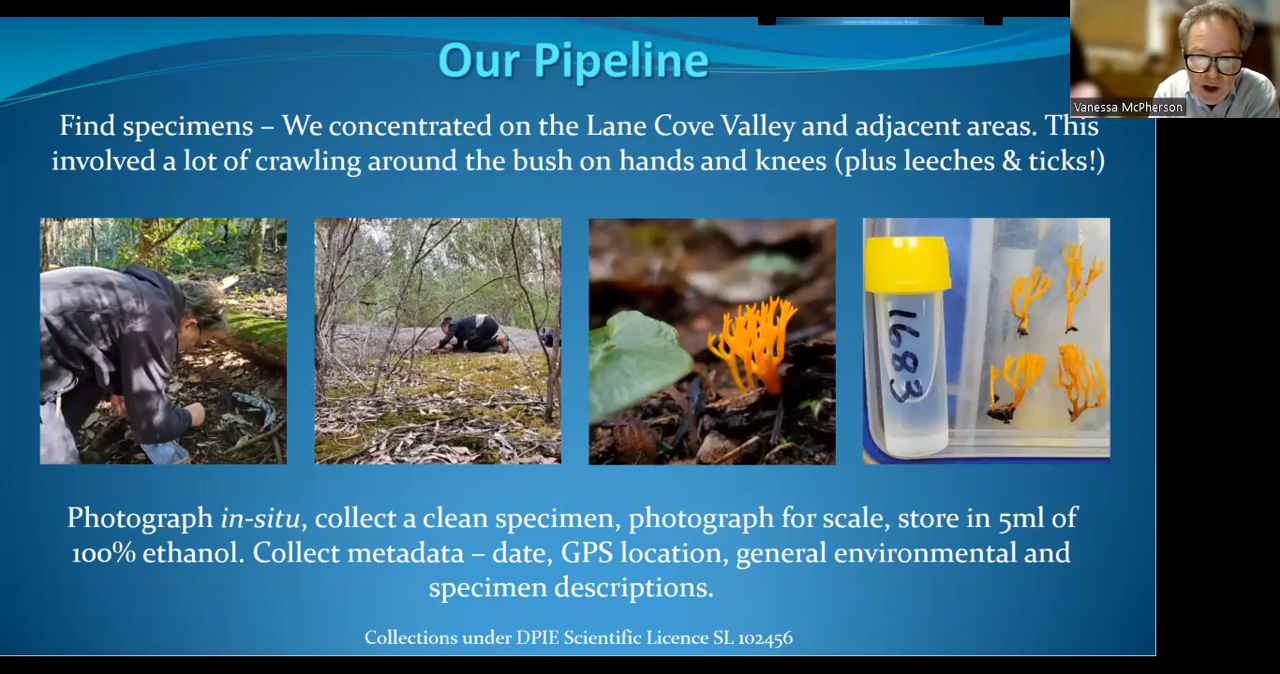 Our Pipeline
Vanessa McPherson
Find specimens – We concentrated on the Lane Cove Valley and adjacent areas. This
involved a lot of crawling around the bush on hands and knees (plus leeches & ticks!)
1683
Photograph in-situ, collect a clean specimen, photograph for scale, store in 5ml of
100% ethanol. Collect metadata – date, GPS location, general environmental and
specimen descriptions.
Collections under DPIE Scientific Licence SL 102456